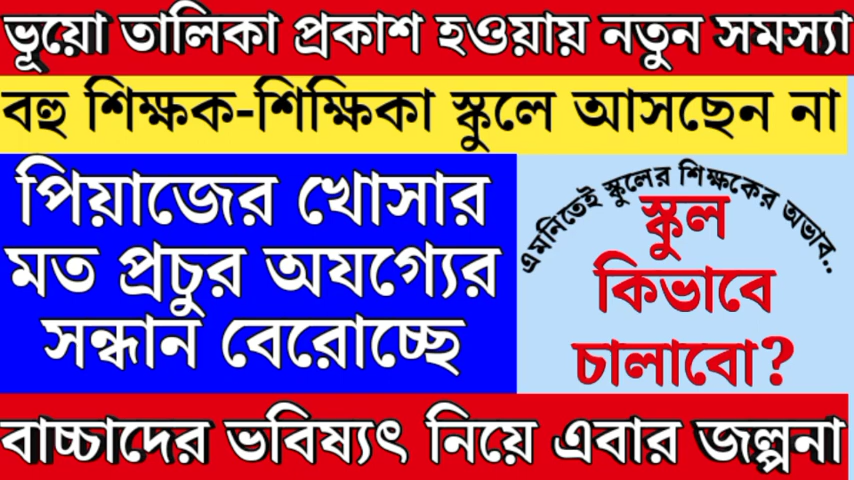 ভূয়ো তালিকা প্রকাশ হওয়ায় নতুন সমস্যা
বহু শিক্ষক-শিক্ষিকা স্কুলে আসছেন না
পিয়াজের খোসার
মত প্রচুর অযগ্যের
সন্ধান বেরোচ্ছে
এমনিতেই স্কুলের শিক্ষকের অভাব..
স্কুল
কিভাবে
চালাবো?
বাচ্চাদের ভবিষ্যৎ নিয়ে এবার জল্পনা